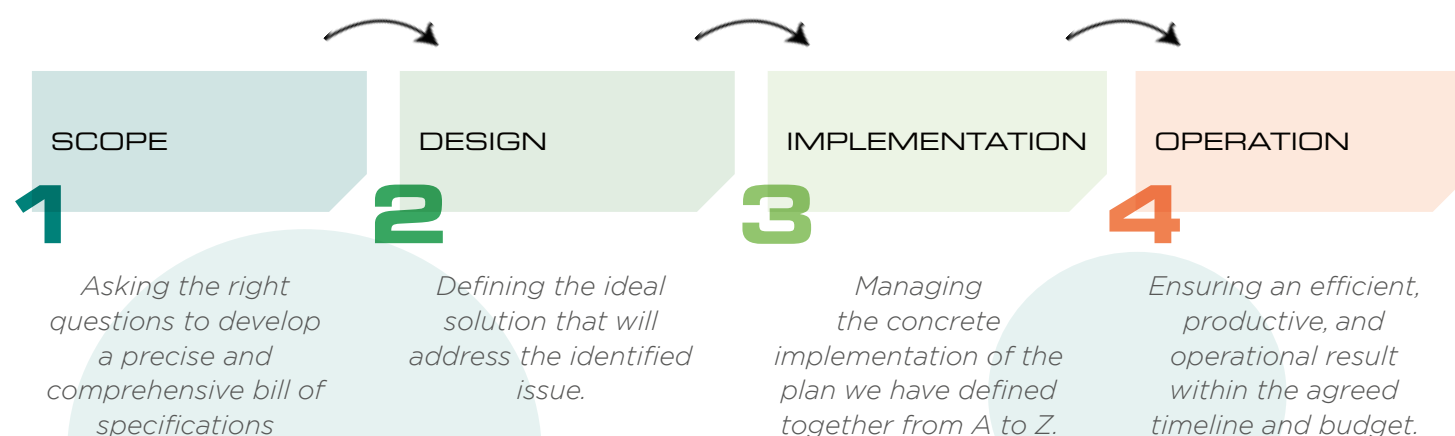 SCOPE
1
Asking the right
questions to develop
a precise and
comprehensive bill of
specifications
DESIGN
2
Defining the ideal
solution that will
address the identified
issue.
IMPLEMENTATION
3
Managing
the concrete
implementation of the
plan we have defined
together from A to Z.
OPERATION
4
Ensuring an efficient,
productive, and
operational result
within the agreed
timeline and budget.